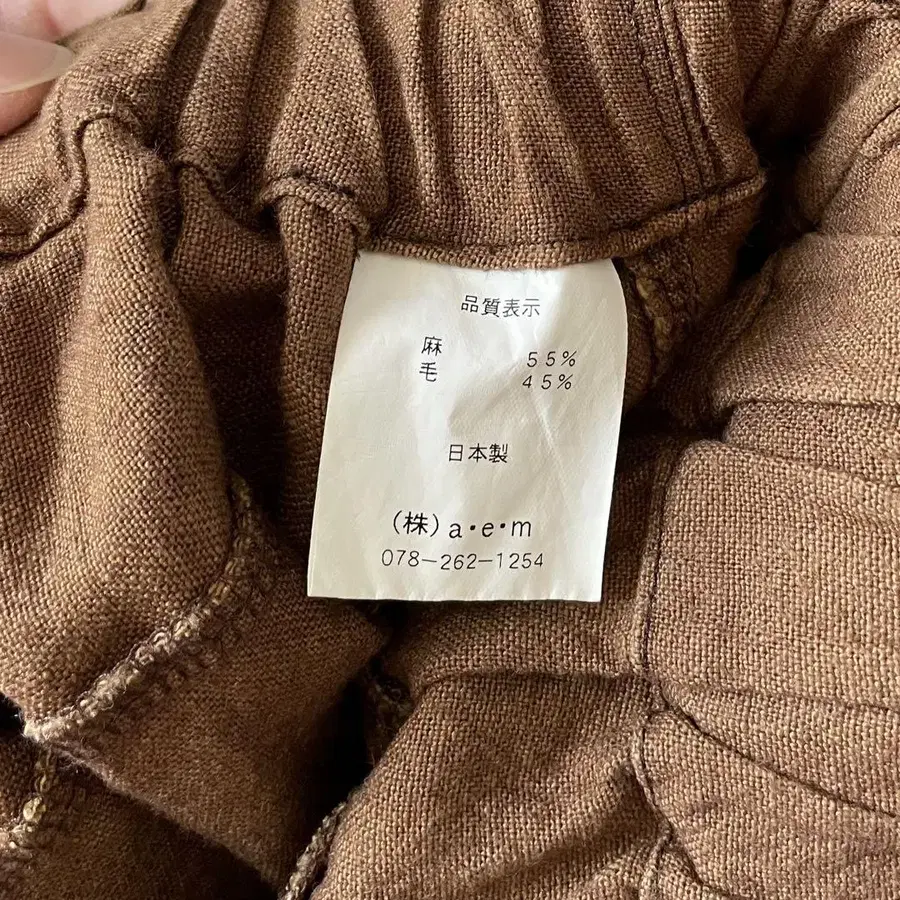 品質表示
麻 55%
毛 45%
日本製
(株)a・e・m
078-262-1254